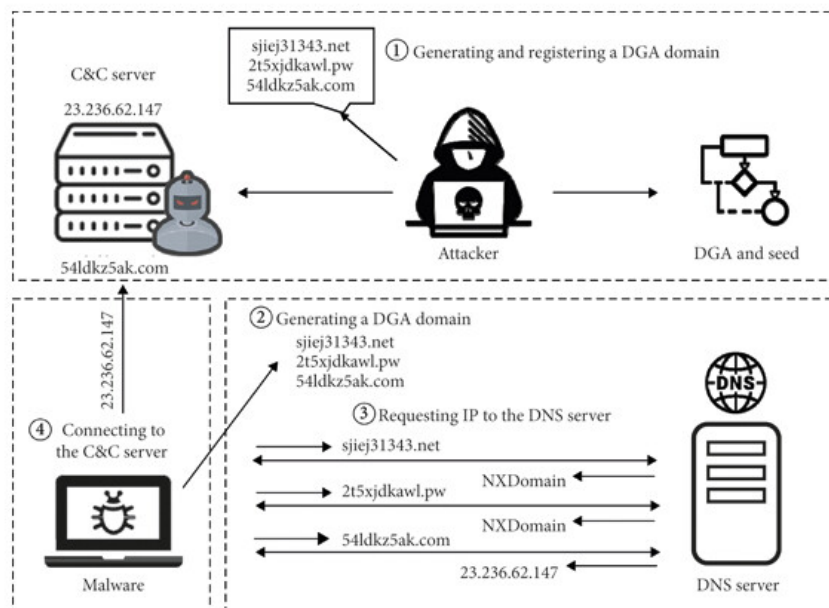 sjiej31343.net
2t5xjdkawl.pw
54ldkz5ak.com
① Generating and registering a DGA domain
C&C server
23.236.62.147
54ldkz5ak.com
Attacker
DGA and seed
23.236.62.147
② Generating a DGA domain
sjiej31343.net
2t5xjdkawl.pw
54ldkz5ak.com
③ Requesting IP to the DNS server
sjiej31343.net
NXDomain
2t5xjdkawl.pw
NXDomain
54ldkz5ak.com
23.236.62.147
④ Connecting to
the C&C server
Malware
DNS
DNS server